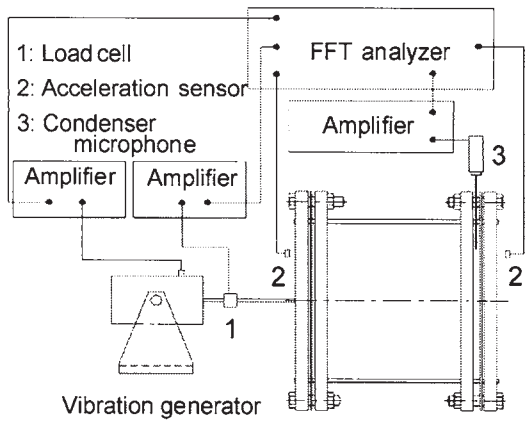 FFT analyzer
1: Load cell
2: Acceleration sensor
3: Condenser
microphone
Amplifier
3
Amplifier
Amplifier
2
2
1
Vibration generator